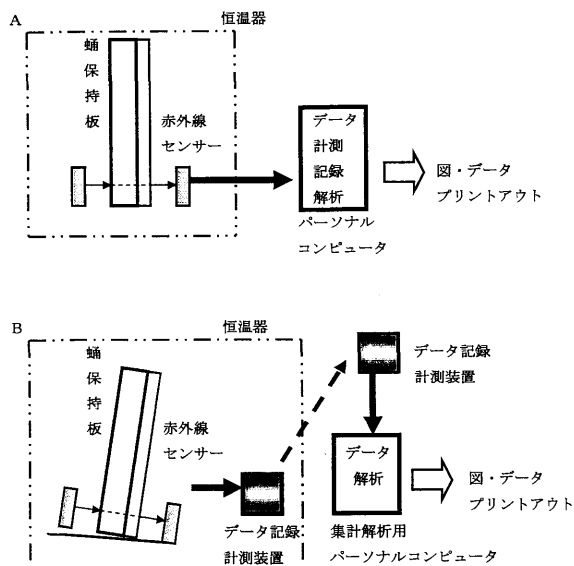 A
恒温器
蛹
保
持
板
赤外線
センサー
データ
計測
記録
解析
パーソナル
コンピュータ
図・データ
プリントアウト
B
恒温器
蛹
保
持
板
赤外線
センサー
データ記録
計測装置
データ記録
計測装置
データ
解析
集計解析用
パーソナルコンピュータ
図・データ
プリントアウト